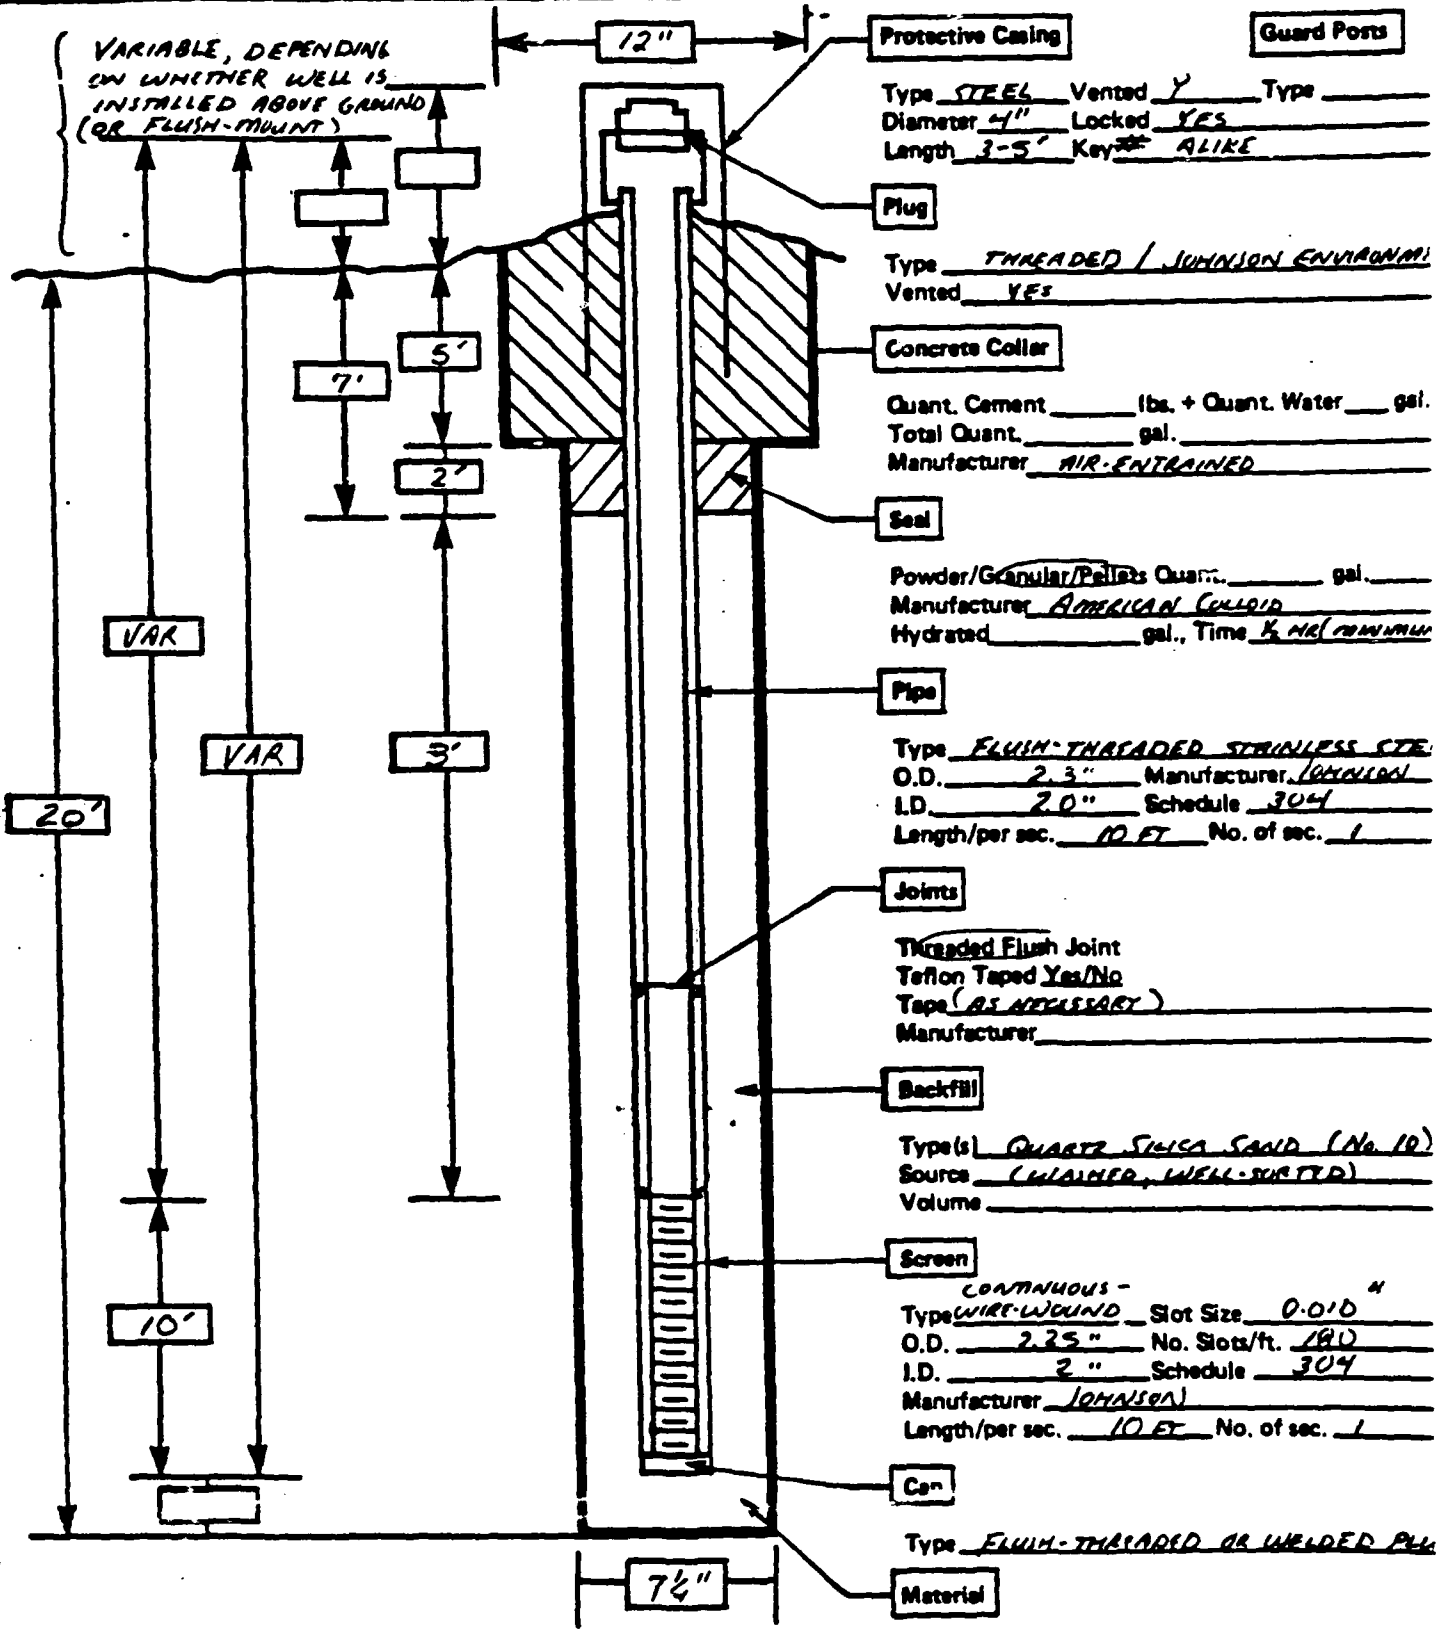 VARIABLE, DEPENDING
ON WHETHER WELL IS
INSTALLED ABOVE GROUND
(OR FLUSH-MOUNT)
12"
7'
5'
2'
VAR
VAR
3'
20'
10'
7¼"
Protective Casing
Guard Posts
Type STEEL Vented Y Type
Diameter 4" Locked YES
Length 3-5' Key# ALIKE
Plug
Type THREADED / JOHNSON ENVIRONM
Vented YES
Concrete Collar
Quant. Cement lbs. + Quant. Water gal.
Total Quant. gal.
Manufacturer AIR-ENTRAINED
Seal
Powder/Granular/Pellets Quant. gal.
Manufacturer AMERICAN COLLOID
Hydrated gal., Time ½ HR (MINIMUM
Pipe
Type FLUSH-THREADED STAINLESS STE
O.D. 2.3" Manufacturer JOHNSON
I.D. 2.0" Schedule 304
Length/per sec. 10 FT No. of sec. 1
Joints
Threaded Flush Joint
Teflon Taped Yes/No
Tape (AS NECESSARY)
Manufacturer
Backfill
Type(s) QUARTZ SILICA SAND (No. 10)
Source (WASHED, WELL-SORTED)
Volume
Screen
CONTINUOUS-
Type WIRE-WOUND Slot Size 0.010"
O.D. 2.25" No. Slots/ft.
I.D. 2" Schedule 304
Manufacturer JOHNSON
Length/per sec. 10 FT No. of sec. 1
Cap
Type FLUSH-THREADED OR WELDED PLU
Material